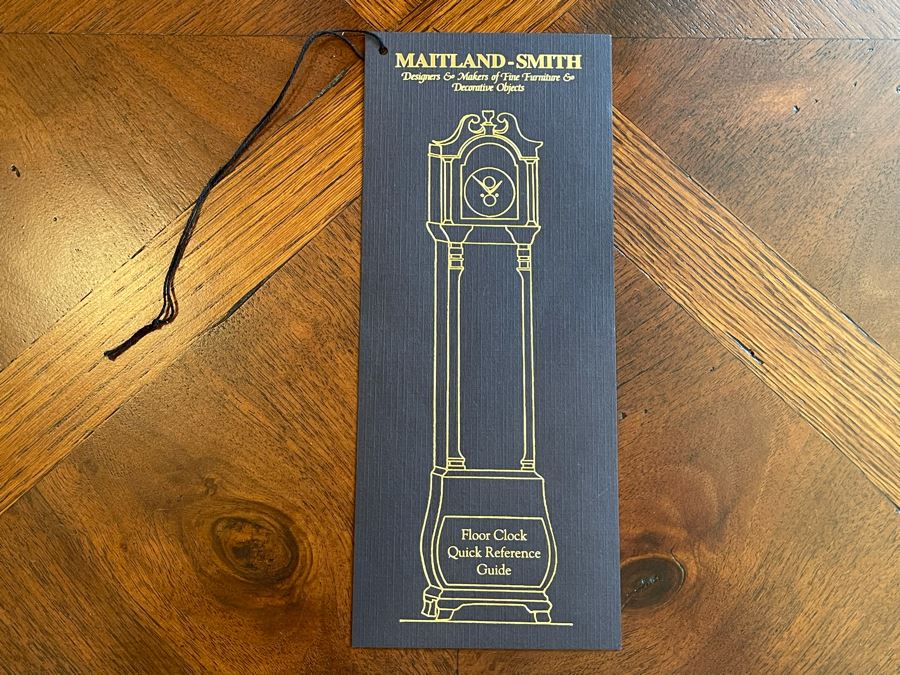 MAITLAND-SMITH
Designers & Makers of Fine Furniture &
Decorative Objects
Floor Clock
Quick Reference
Guide